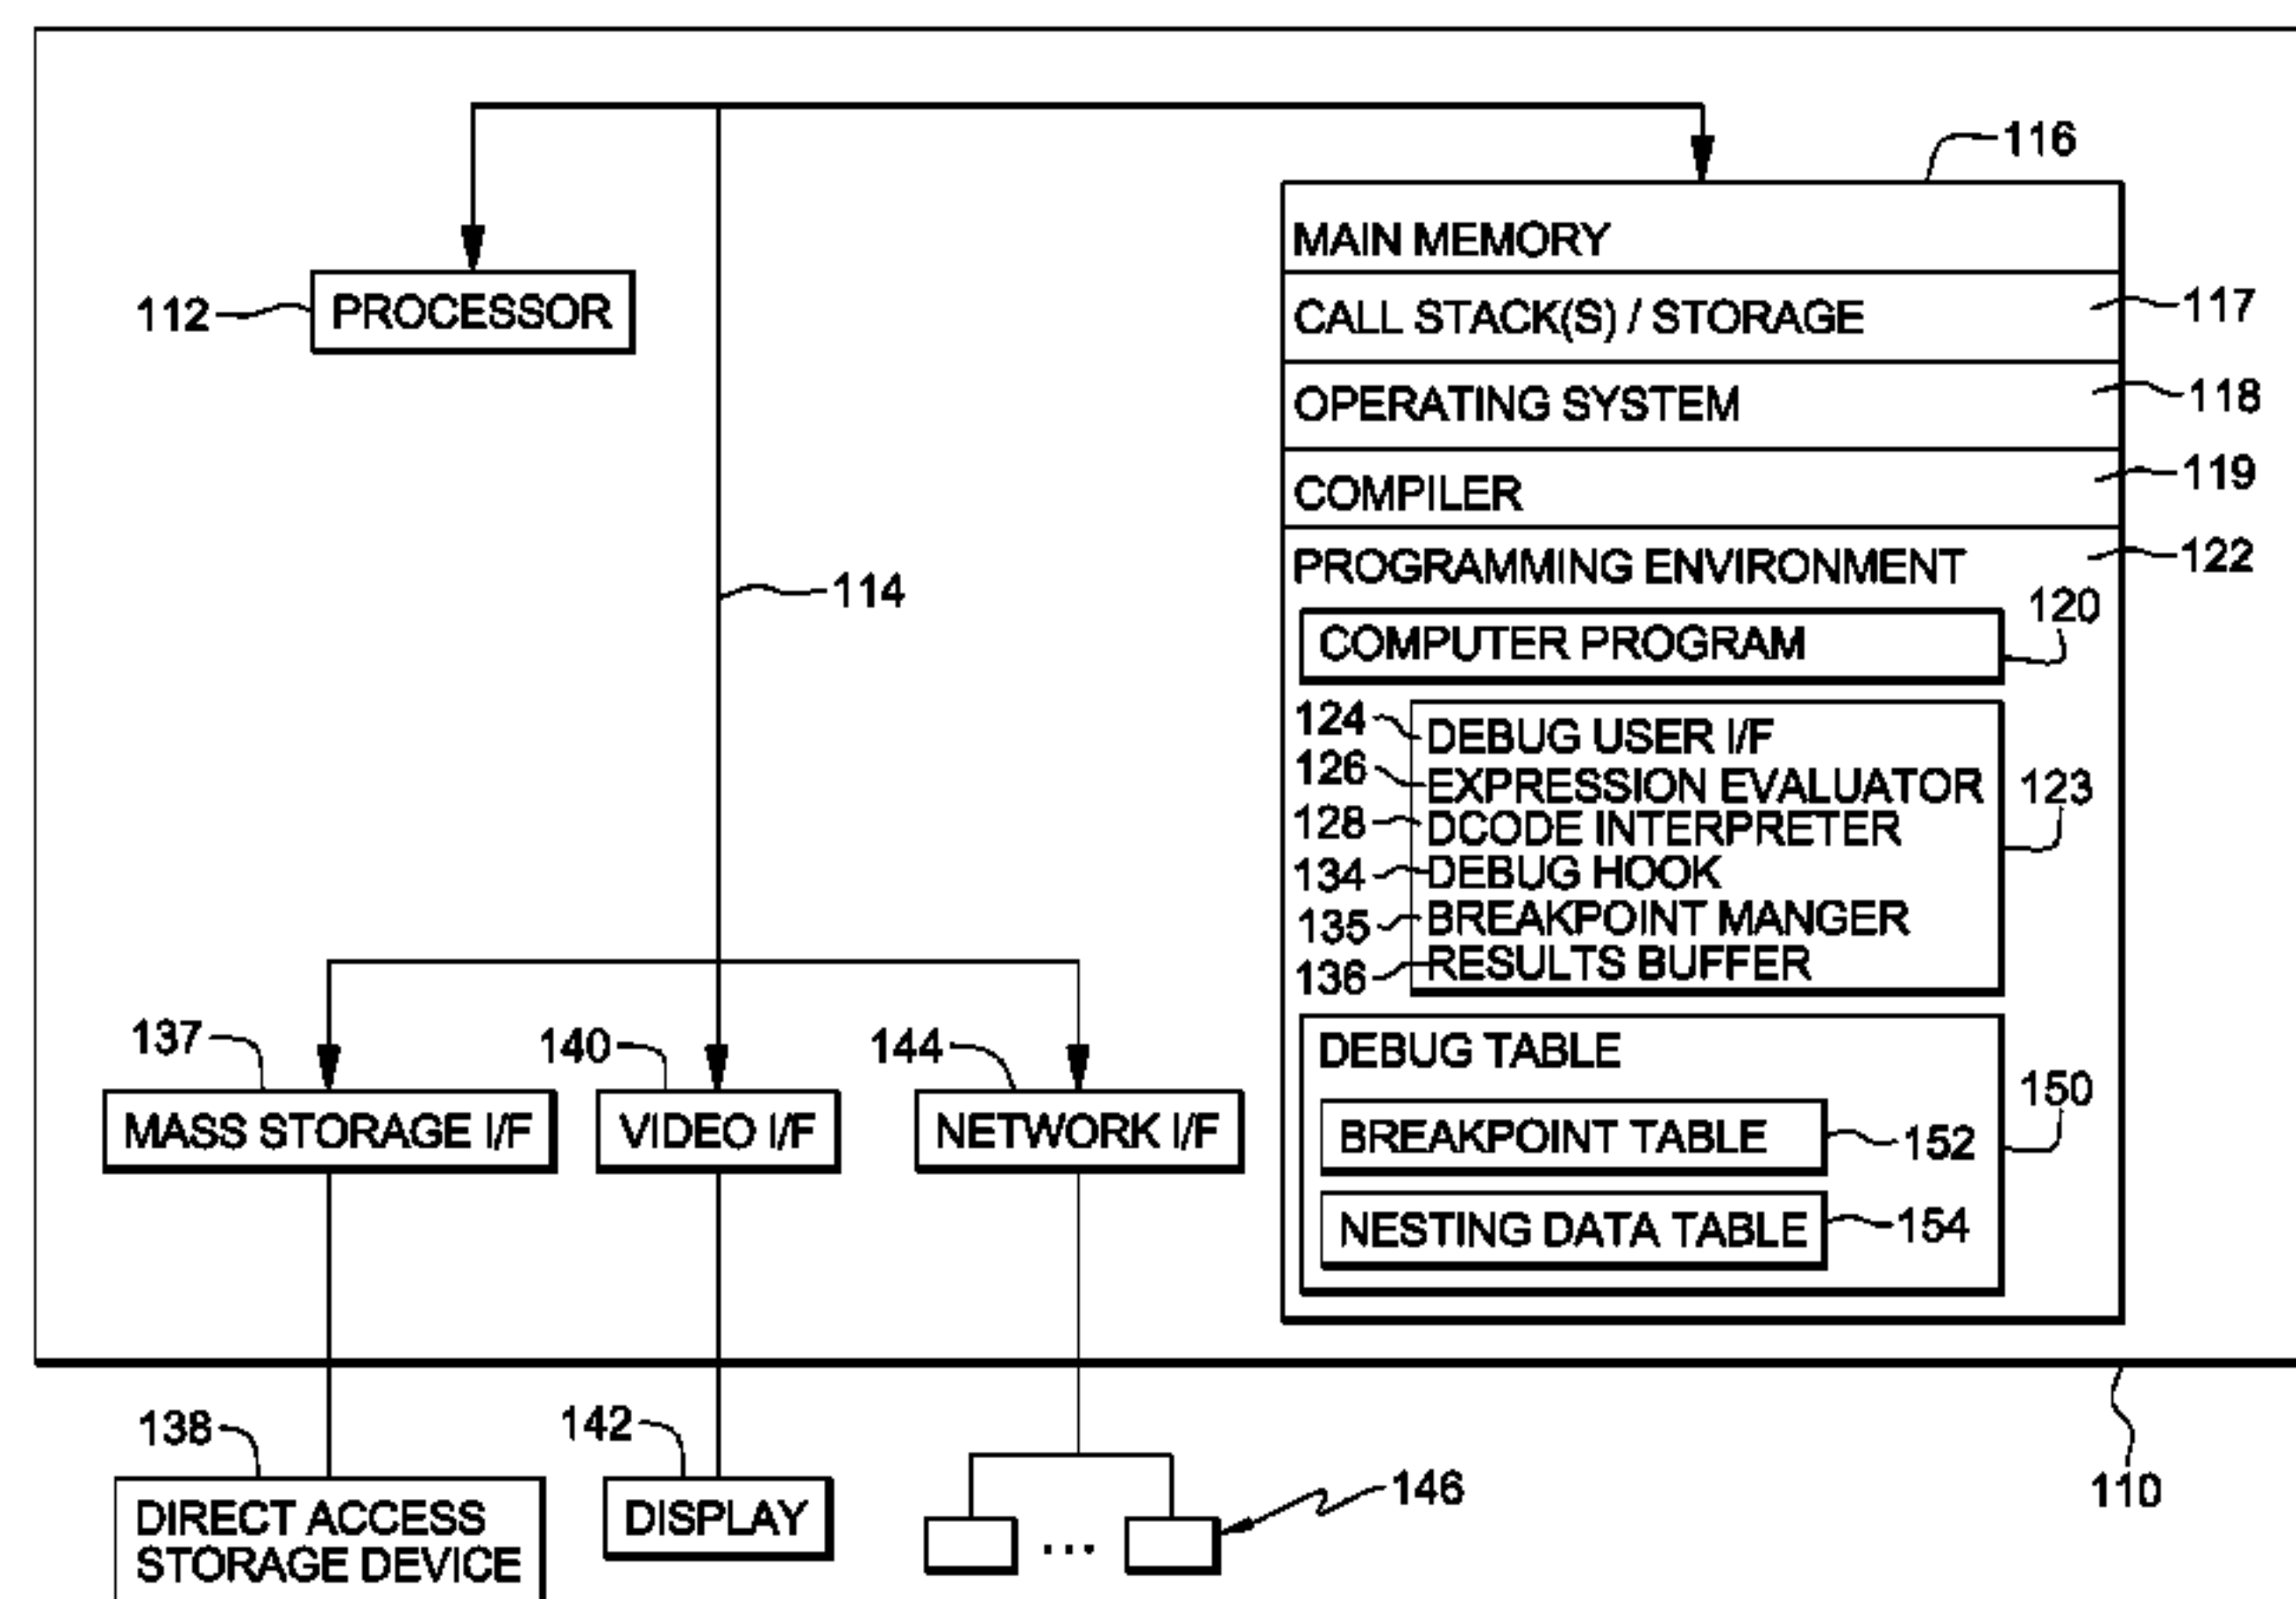 116
MAIN MEMORY
112
PROCESSOR
CALL STACK(S) / STORAGE
117
OPERATING SYSTEM
118
COMPILER
119
PROGRAMMING ENVIRONMENT
122
114
120
COMPUTER PROGRAM
124
DEBUG USER I/F
126
EXPRESSION EVALUATOR
123
128
DCODE INTERPRETER
134
DEBUG HOOK
135
BREAKPOINT MANGER
136
RESULTS BUFFER
137
140
144
DEBUG TABLE
150
MASS STORAGE I/F
VIDEO I/F
NETWORK I/F
BREAKPOINT TABLE
152
NESTING DATA TABLE
154
138
142
146
110
DIRECT ACCESS
STORAGE DEVICE
DISPLAY
...